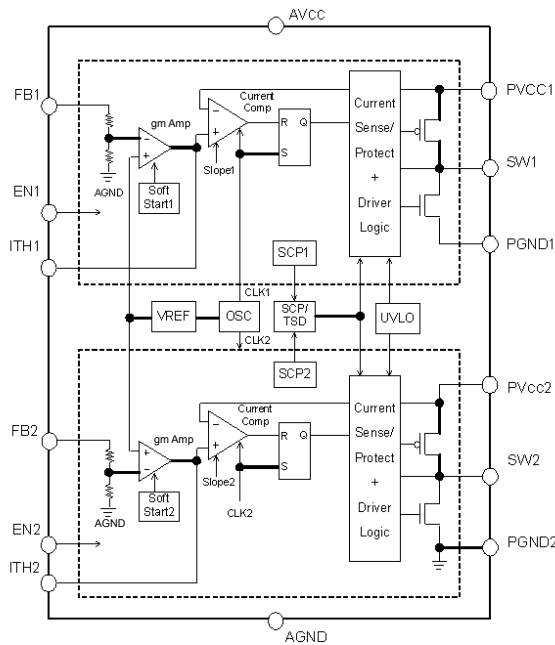 AVCC
FB1
gm Amp
Current
Comp
Current
Sense/
Protect
+
Driver
Logic
PVCC1
R Q
S
SW1
AGND
Slope1
Soft
Start1
EN1
ITH1
PGND1
SCP1
CLK1
VREF
OSC
SCP/
TSD
UVLO
CLK2
SCP2
PVcc2
FB2
gm Amp
Current
Comp
Current
Sense/
Protect
+
Driver
Logic
R Q
S
SW2
AGND
Slope2
Soft
Start2
CLK2
EN2
ITH2
PGND2
AGND